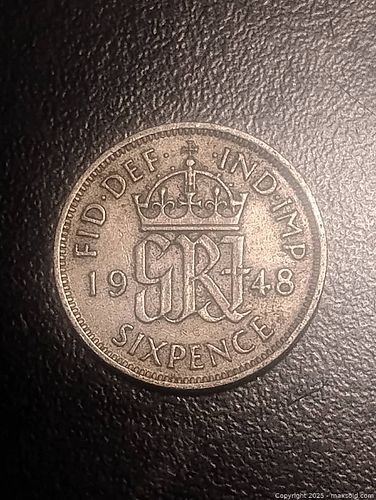 FID·DEF· ·IND·IMP
19 GRI 48
SIXPENCE
Copyright 2025 - maxsold.com